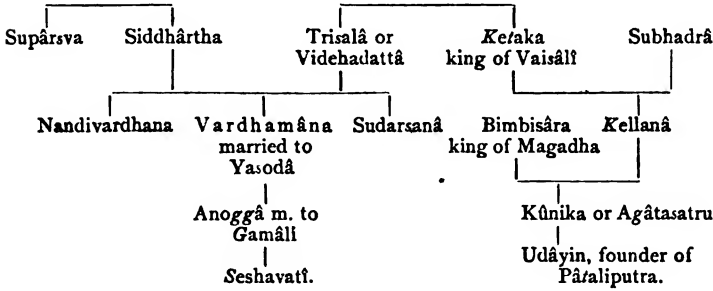 Supârsva Siddhârtha Trisalâ or Ketaka Subhadrâ
Videhadattâ king of Vaisâlî
Nandivardhana Vardhamâna Sudarsanâ Bimbisâra Kellanâ
married to king of Magadha
Yasodâ
Anoggâ m. to Kûnika or Agâtasatru
Gamâli
Udâyin, founder of
Seshavatî. Pâtaliputra.